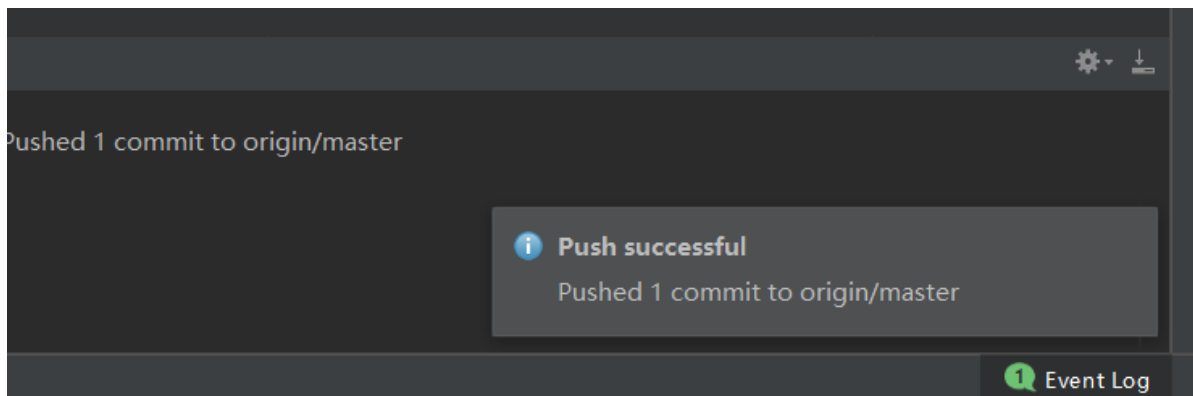 Pushed 1 commit to origin/master
Push successful
Pushed 1 commit to origin/master
1 Event Log